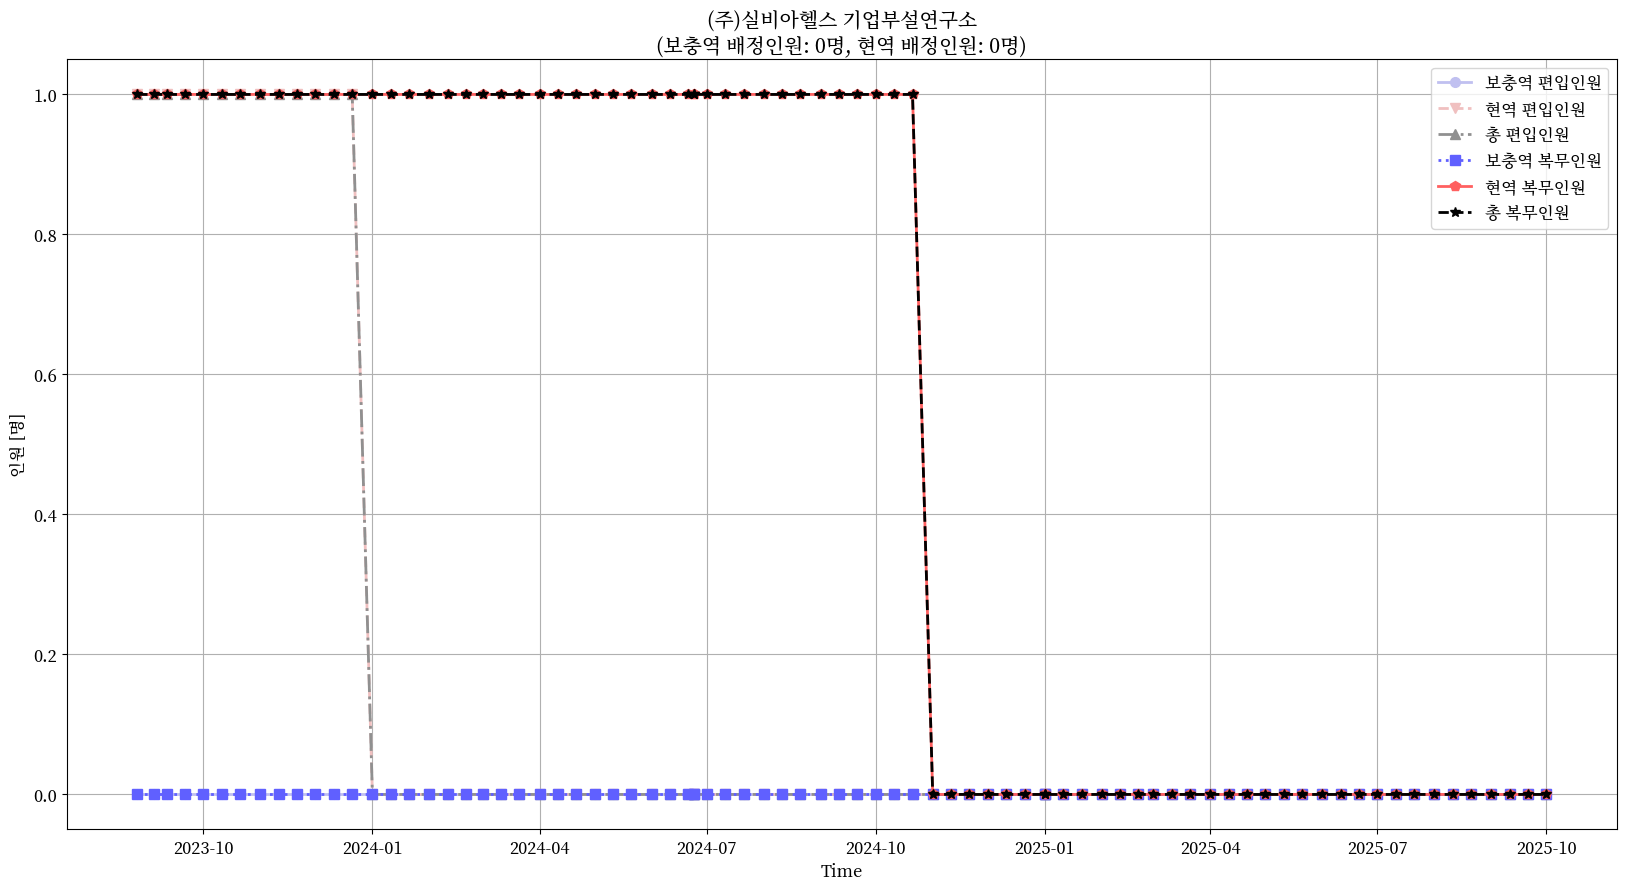 (주)실비아헬스 기업부설연구소
(보충역 배정인원: 0명, 현역 배정인원: 0명)
보충역 편입인원
현역 편입인원
총 편입인원
보충역 복무인원
현역 복무인원
총 복무인원
인원 [명]
1.0
0.8
0.6
0.4
0.2
0.0
2023-10 2024-01 2024-04 2024-07 2024-10 2025-01 2025-04 2025-07 2025-10
Time